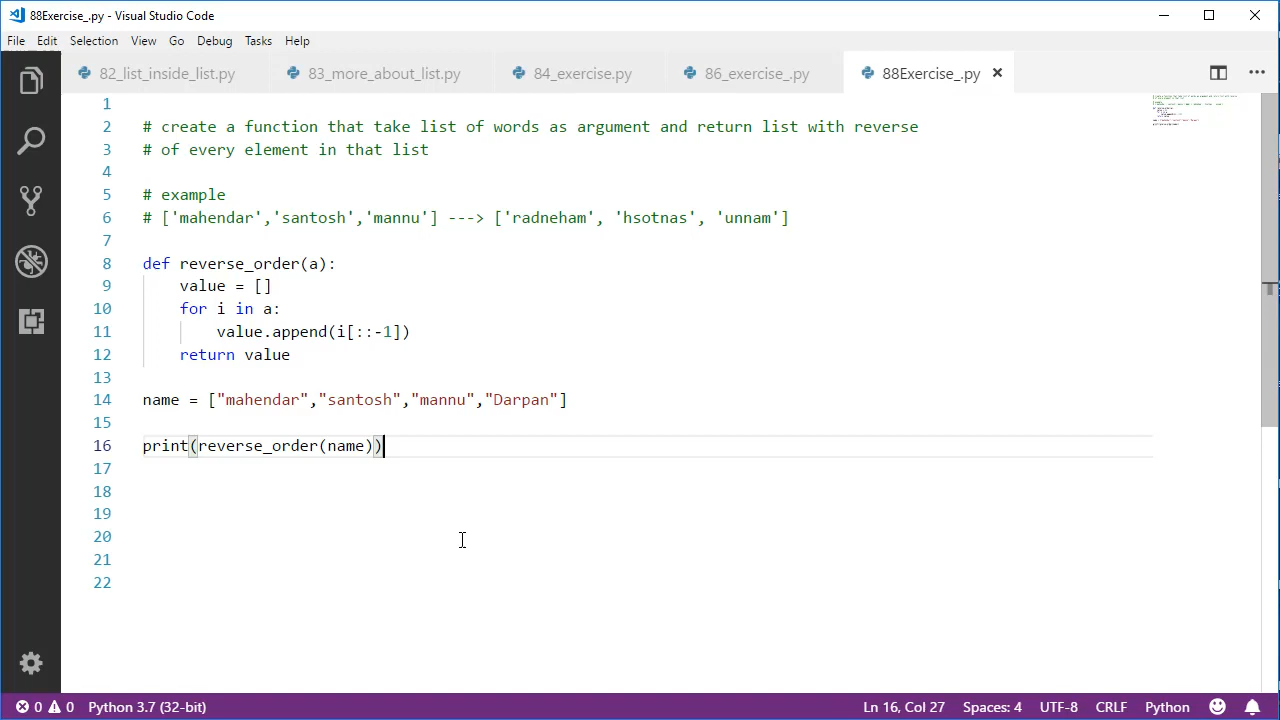 88Exercise_.py - Visual Studio Code
File Edit Selection View Go Debug Tasks Help
82_list_inside_list.py 83_more_about_list.py 84_exercise.py 86_exercise_.py 88Exercise_.py
1
2 # create a function that take list of words as argument and return list with reverse
3 # of every element in that list
4
5 # example
6 # ['mahendar','santosh','mannu'] ---> ['radneham', 'hsotnas', 'unnam']
7
8 def reverse_order(a):
9 value = []
10 for i in a:
11 value.append(i[::-1])
12 return value
13
14 name = ["mahendar","santosh","mannu","Darpan"]
15
16 print(reverse_order(name))
17
18
19
20
21
22
0 0 Python 3.7 (32-bit) Ln 16, Col 27 Spaces: 4 UTF-8 CRLF Python